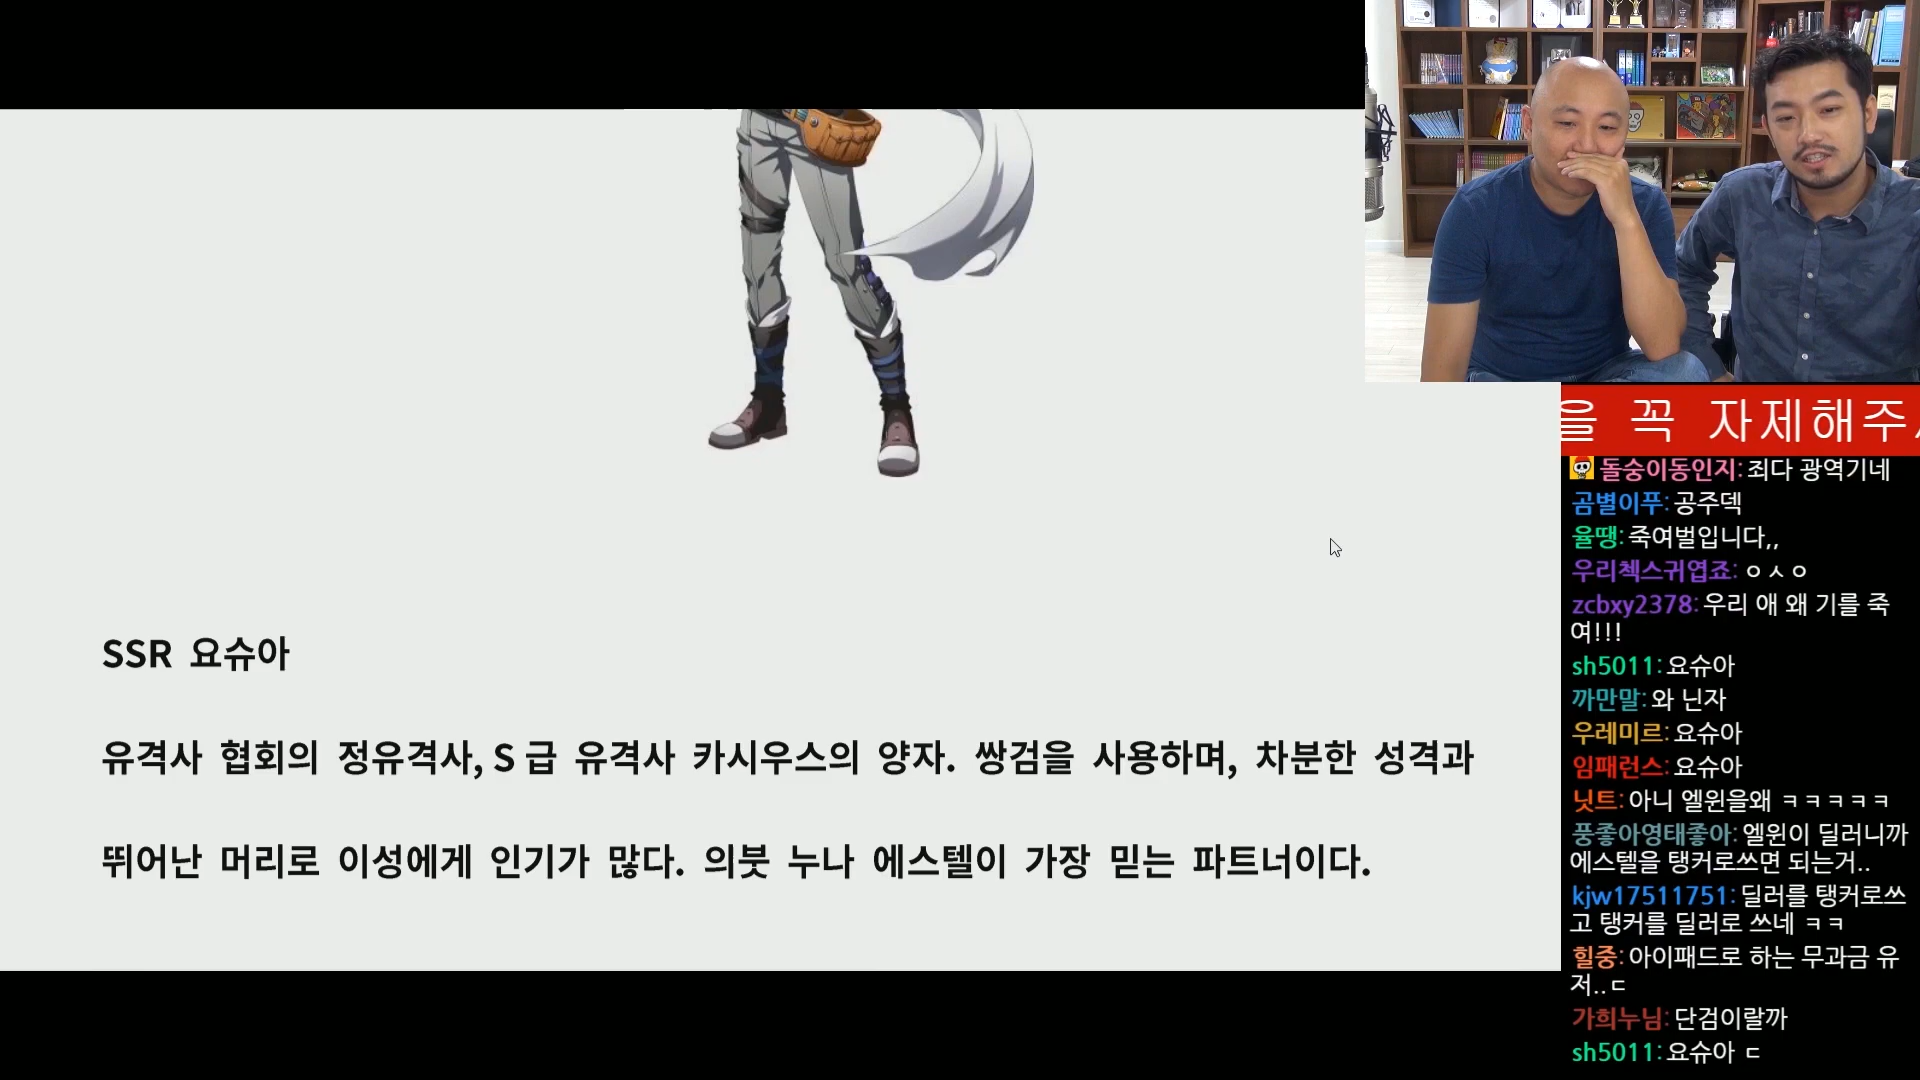 SSR 요슈아
유격사 협회의 정유격사, S 급 유격사 카시우스의 양자. 쌍검을 사용하며, 차분한 성격과
뛰어난 머리로 이성에게 인기가 많다. 의붓 누나 에스텔이 가장 믿는 파트너이다.
을 꼭 자제해주
돌숭이동인지: 죄다 광역기네
곰별이푸: 공주덱
율땡: 죽여벌입니다,,
우리첵스귀엽죠: ㅇㅅㅇ
zcbxy2378: 우리 애 왜 기를 죽
여!!!
sh5011: 요슈아
까만말: 와 닌자
우레미르: 요슈아
임패런스: 요슈아
닛트: 아니 엘윈을왜 ㅋㅋㅋㅋㅋ
풍좋아영태좋아: 엘윈이 딜러니까
에스텔을 탱커로쓰면 되는거..
kjw17511751: 딜러를 탱커로쓰
고 탱커를 딜러로 쓰네 ㅋㅋ
힐중: 아이패드로 하는 무과금 유
저..ㄷ
가희누님: 단검이랄까
sh5011: 요슈아 ㄷ